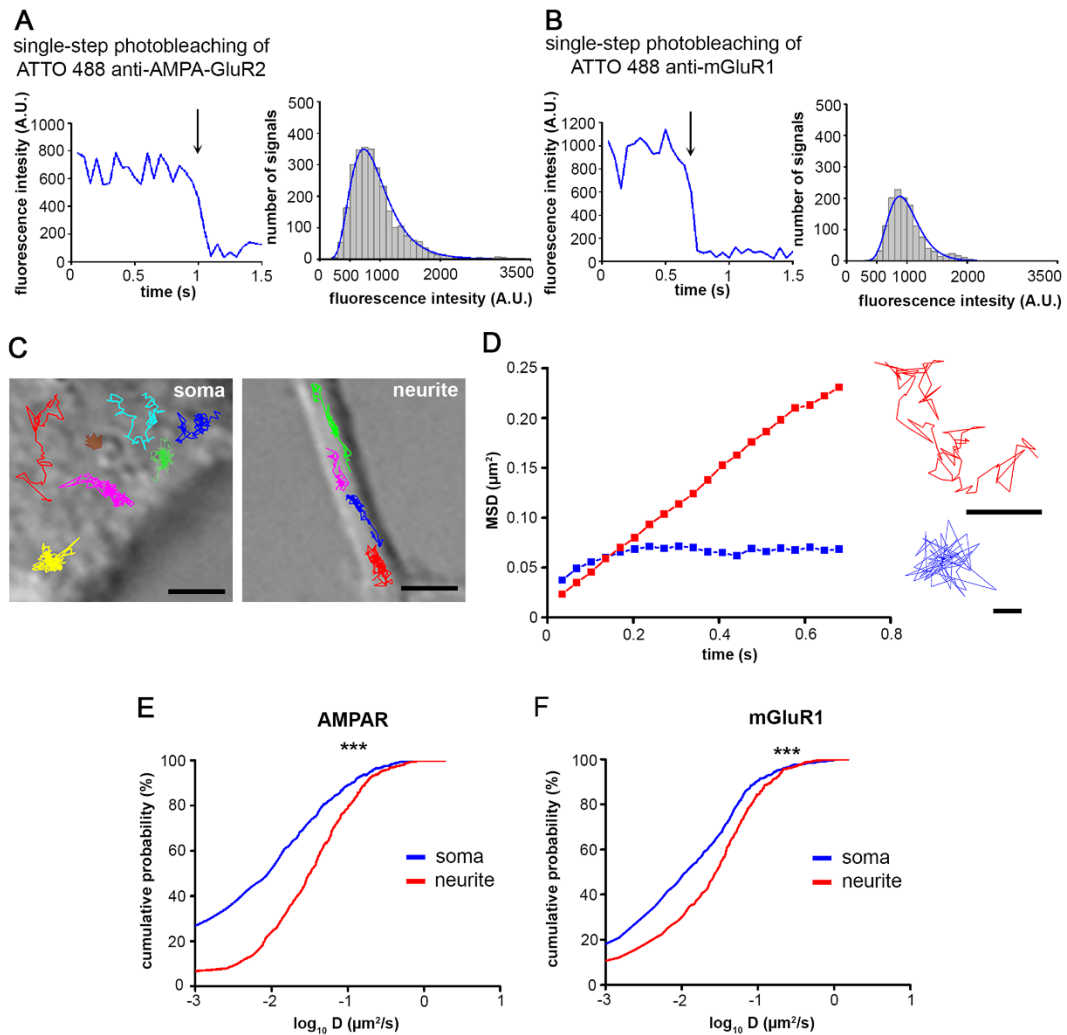 A
single-step photobleaching of
ATTO 488 anti-AMPA-GluR2
fluorescence intesity (A.U.)
1000
800
600
400
200
0
0 0.5 1 1.5
time (s)
number of signals
500
400
300
200
100
0
0 500 1000 2000 3500
fluorescence intesity (A.U.)
B
single-step photobleaching of
ATTO 488 anti-mGluR1
fluorescence intesity (A.U.)
1200
1000
800
600
400
200
0
0 0.5 1 1.5
time (s)
number of signals
500
400
300
200
100
0
0 5000 1000 2000 3500
fluorescence intesity (A.U.)
C
soma
neurite
D
MSD (µm²)
0.25
0.20
0.15
0.10
0.05
0
0 0.2 0.4 0.6 0.8
time (s)
E
AMPAR
***
cumulative probability (%)
100
80
60
40
20
0
soma
neurite
-3 -2 -1 0 1
log₁₀ D (µm²/s)
F
mGluR1
***
cumulative probability (%)
100
80
60
40
20
0
soma
neurite
-3 -2 -1 0 1
log₁₀ D (µm²/s)